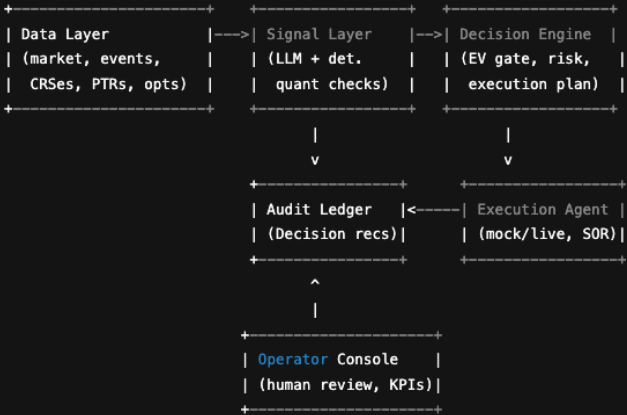 +-----------------------+    +------------------+    +-------------------+
| Data Layer            |--->| Signal Layer     |--->| Decision Engine   |
| (market, events,      |    | (LLM + det.      |    | (EV gate, risk,   |
|  CRSes, PTRs, opts)   |    |  quant checks)   |    |  execution plan)  |
+-----------------------+    +------------------+    +-------------------+
|                     |
v                     v
+-----------------+      +------------------+
| Audit Ledger    |<-----| Execution Agent  |
| (Decision recs) |      | (mock/live, SOR) |
+-----------------+      +------------------+
^
|
+----------------------+
| Operator Console     |
| (human review, KPIs) |
+----------------------+